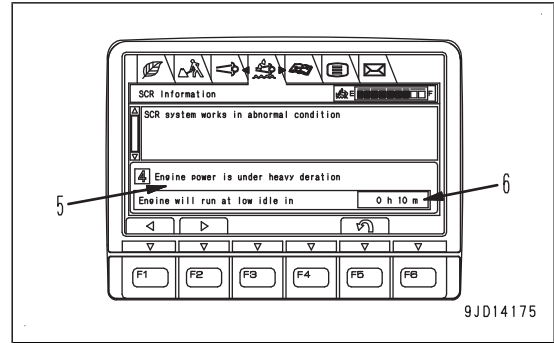 SCR Information
E F
SCR system works in abnormal condition
4 Engine power is under heavy deration
Engine will run at low idle in 0 h 10 m
5
6
F1 F2 F3 F4 F5 F6
9JD14175